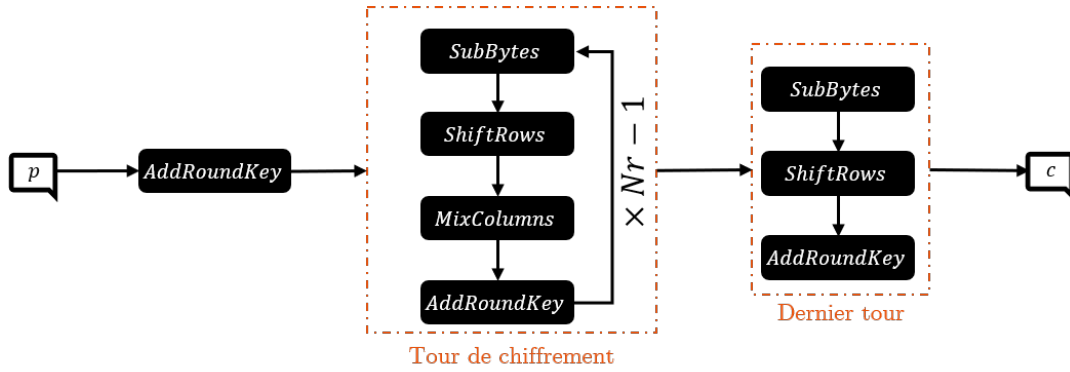 p
AddRoundKey
SubBytes
ShiftRows
MixColumns
AddRoundKey
× Nr − 1
Tour de chiffrement
SubBytes
ShiftRows
AddRoundKey
Dernier tour
c